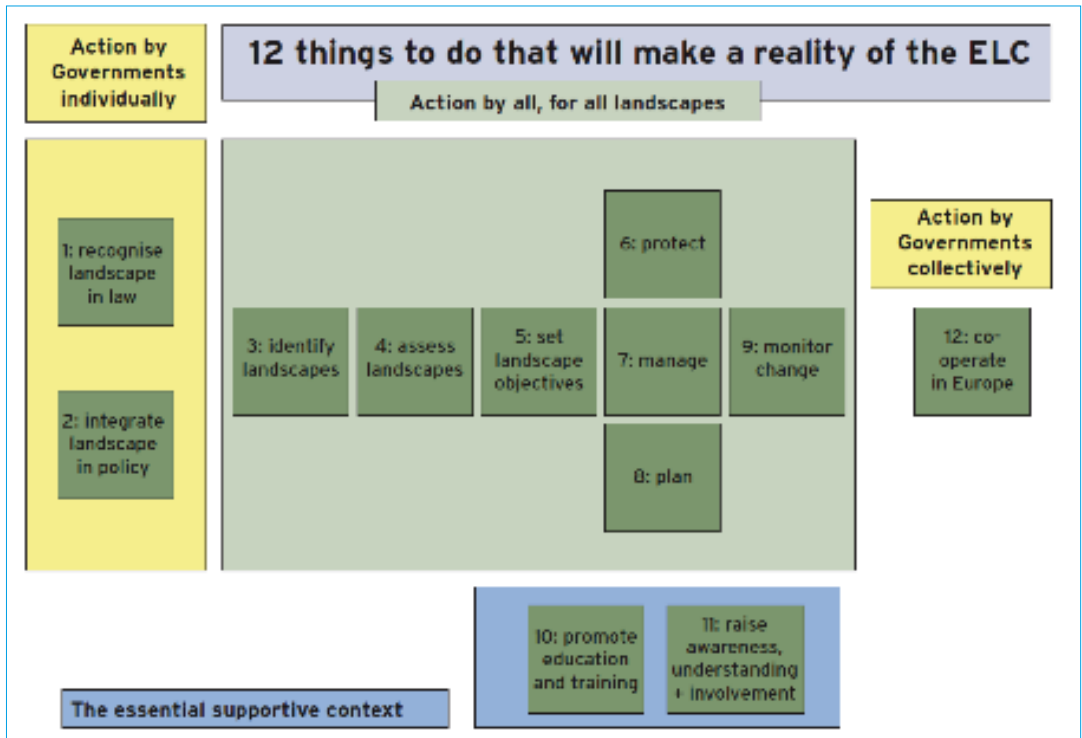 Action by
Governments
individually
12 things to do that will make a reality of the ELC
Action by all, for all landscapes
1: recognise
landscape
in law
2: integrate
landscape
in policy
3: identify
landscapes
4: assess
landscapes
5: set
landscape
objectives
6: protect
7: manage
8: plan
9: monitor
change
Action by
Governments
collectively
12: co-
operate
in Europe
10: promote
education
and training
11: raise
awareness,
understanding
+ involvement
The essential supportive context